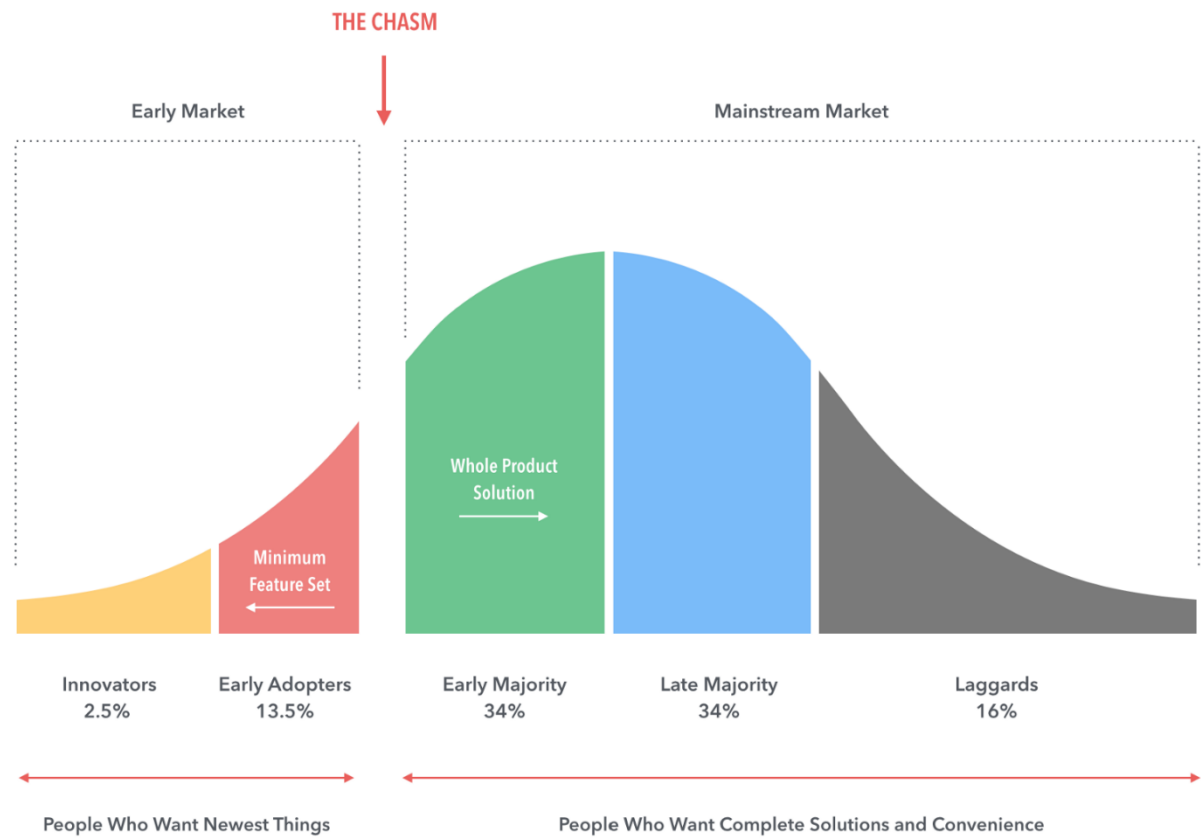 THE CHASM
Early Market
Mainstream Market
Whole Product
Solution
Minimum
Feature Set
Innovators
2.5%
Early Adopters
13.5%
Early Majority
34%
Late Majority
34%
Laggards
16%
People Who Want Newest Things
People Who Want Complete Solutions and Convenience